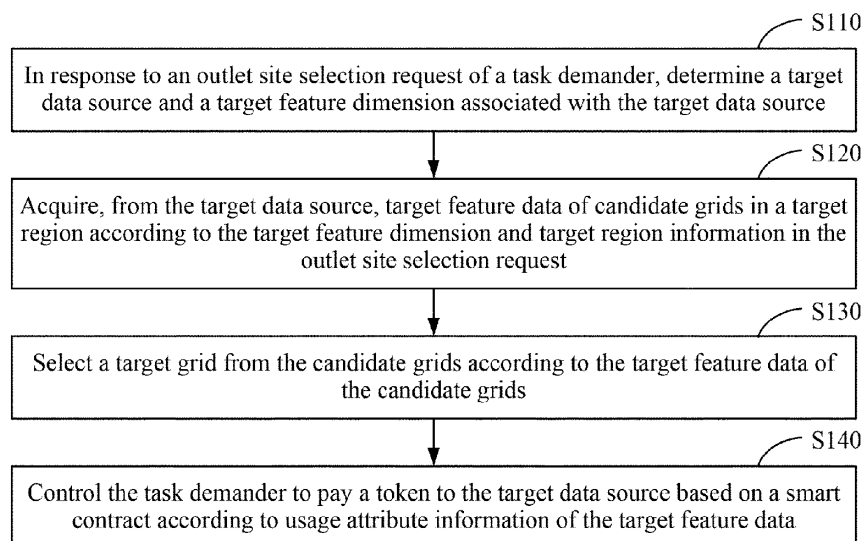 S110
In response to an outlet site selection request of a task demander, determine a target
data source and a target feature dimension associated with the target data source
S120
Acquire, from the target data source, target feature data of candidate grids in a target
region according to the target feature dimension and target region information in the
outlet site selection request
S130
Select a target grid from the candidate grids according to the target feature data of
the candidate grids
S140
Control the task demander to pay a token to the target data source based on a smart
contract according to usage attribute information of the target feature data